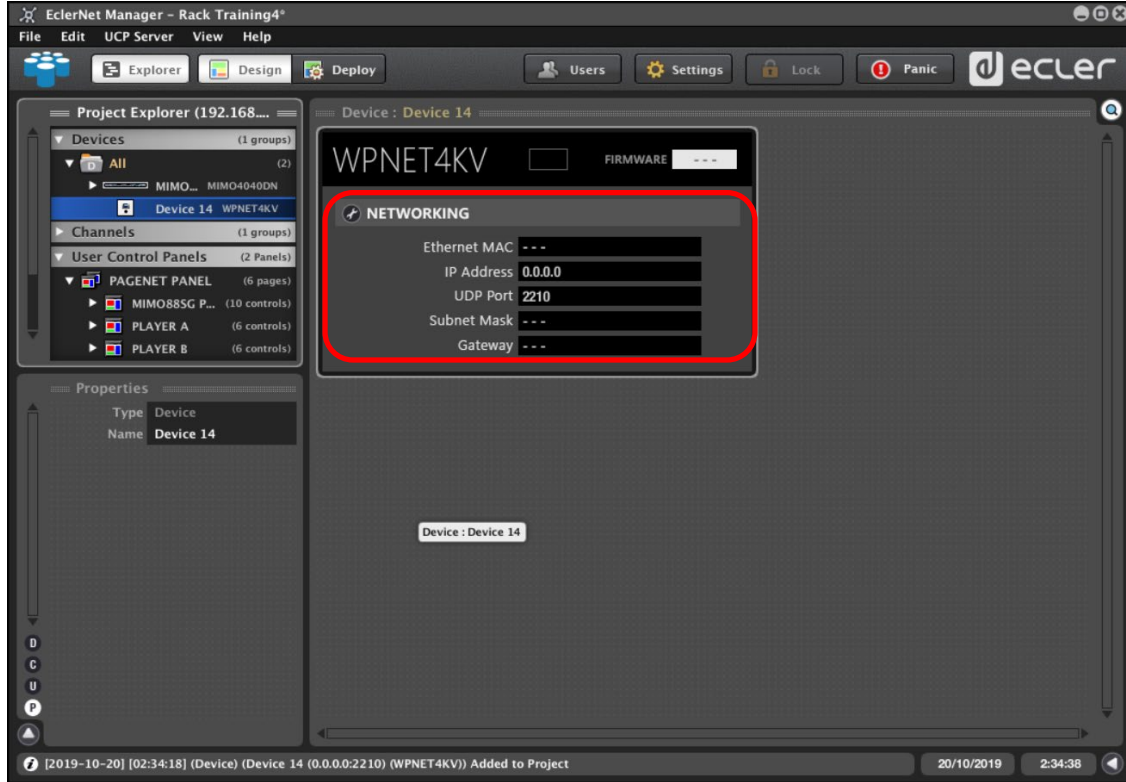 EclerNet Manager - Rack Training4*
File Edit UCP Server View Help
Explorer Design Deploy Users Settings Lock Panic ecler
Project Explorer (192.168.... 
Devices (1 groups)
All (2)
MIMO... MIMO4040DN
Device 14 WPNET4KV
Channels (1 groups)
User Control Panels (2 Panels)
PAGENET PANEL (6 pages)
MIMO88SG P... (10 controls)
PLAYER A (6 controls)
PLAYER B (6 controls)
Properties
Type Device
Name Device 14
D
C
U
P
Device : Device 14
WPNET4KV FIRMWARE - - -
NETWORKING
Ethernet MAC - - -
IP Address 0.0.0.0
UDP Port 2210
Subnet Mask - - -
Gateway - - -
Device : Device 14
[2019-10-20] [02:34:18] (Device) (Device 14 (0.0.0.0:2210) (WPNET4KV)) Added to Project 20/10/2019 2:34:38